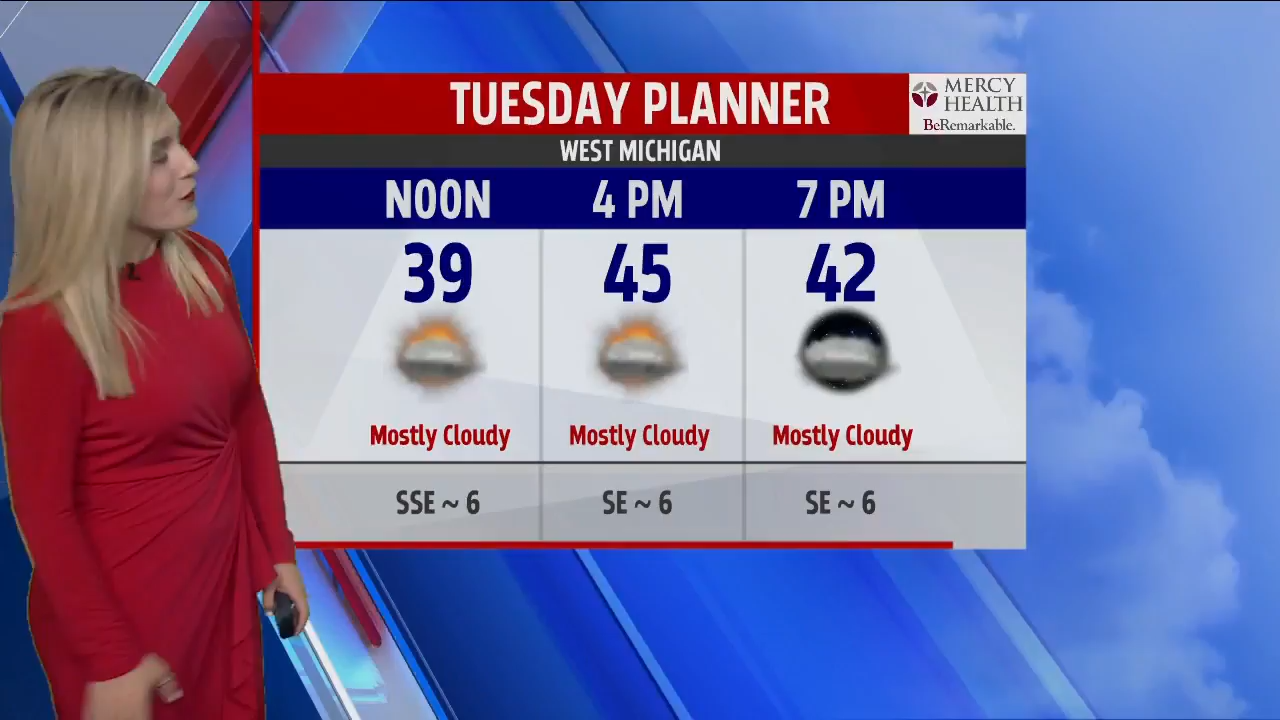 TUESDAY PLANNER
MERCY
HEALTH
BeRemarkable.
WEST MICHIGAN
NOON 4 PM 7 PM
39 45 42
Mostly Cloudy Mostly Cloudy Mostly Cloudy
SSE ~ 6 SE ~ 6 SE ~ 6